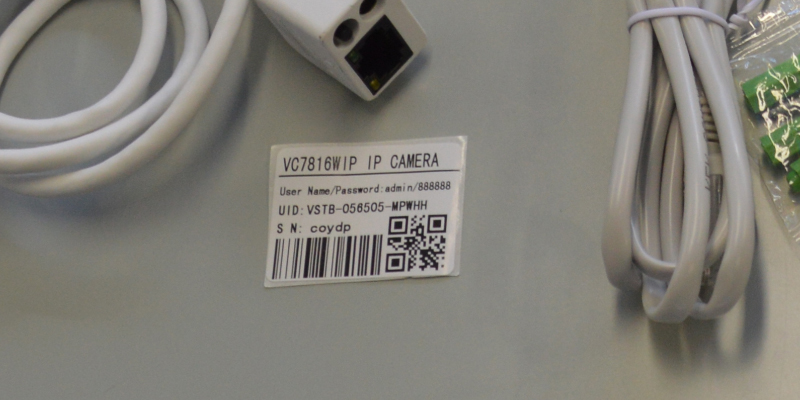 VC7816WIP IP CAMERA
User Name/Password:admin/888888
UID:VSTB-056505-MPWHH
S N: coydp